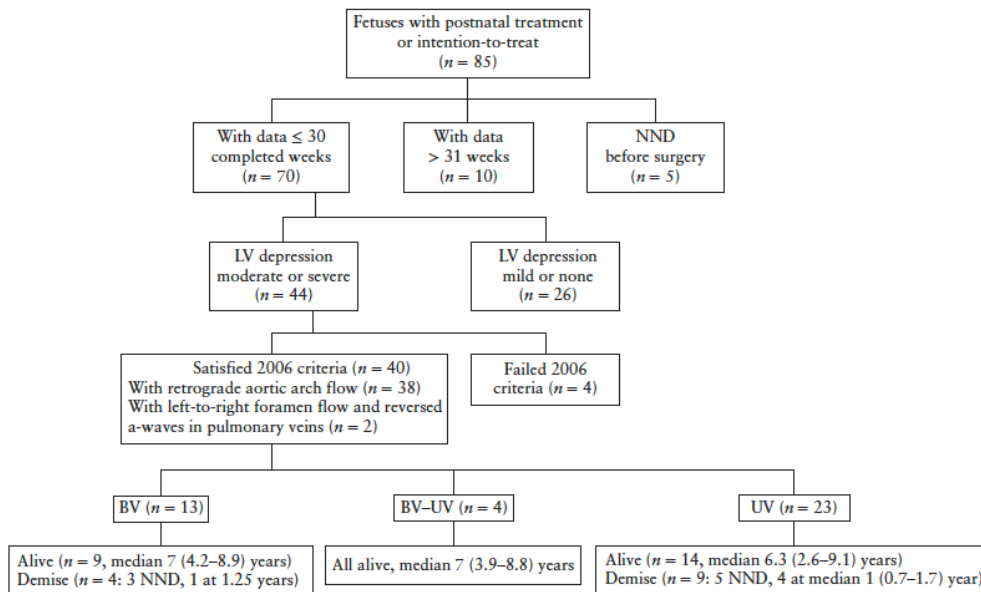 Fetuses with postnatal treatment
or intention-to-treat
(n = 85)
With data ≤ 30
completed weeks
(n = 70)
With data
> 31 weeks
(n = 10)
NND
before surgery
(n = 5)
LV depression
moderate or severe
(n = 44)
LV depression
mild or none
(n = 26)
Satisfied 2006 criteria (n = 40)
With retrograde aortic arch flow (n = 38)
With left-to-right foramen flow and reversed
a-waves in pulmonary veins (n = 2)
Failed 2006
criteria (n = 4)
BV (n = 13)
BV–UV (n = 4)
UV (n = 23)
Alive (n = 9, median 7 (4.2–8.9) years)
Demise (n = 4: 3 NND, 1 at 1.25 years)
All alive, median 7 (3.9–8.8) years
Alive (n = 14, median 6.3 (2.6–9.1) years)
Demise (n = 9: 5 NND, 4 at median 1 (0.7–1.7) year)